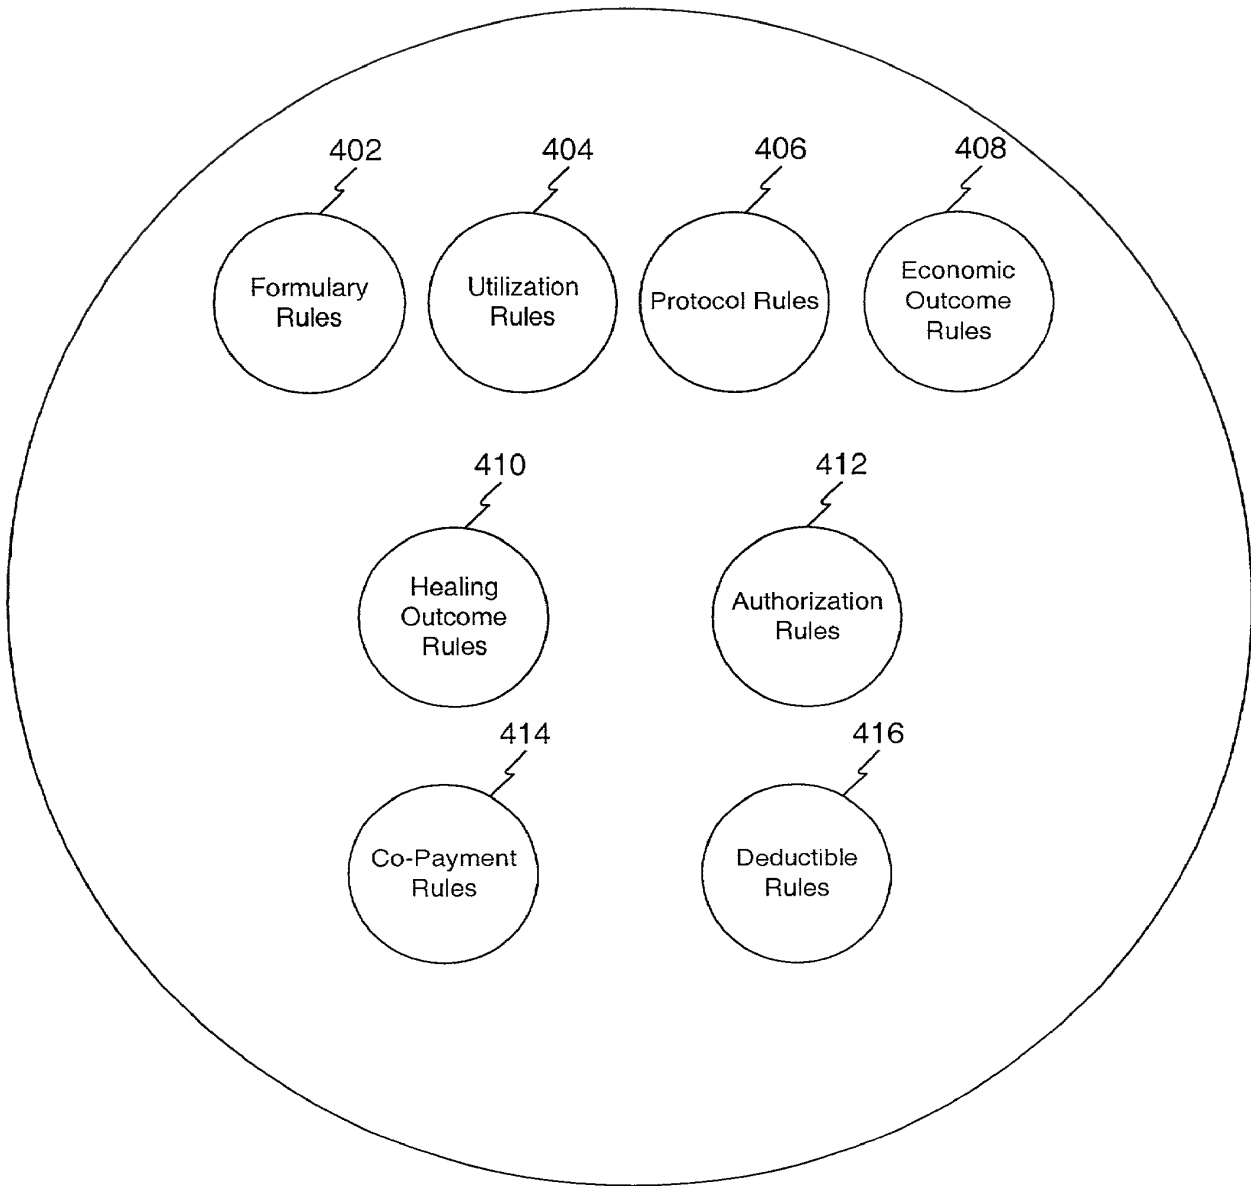 402
404
406
408
Formulary
Rules
Utilization
Rules
Protocol Rules
Economic
Outcome
Rules
410
412
Healing
Outcome
Rules
Authorization
Rules
414
416
Co-Payment
Rules
Deductible
Rules